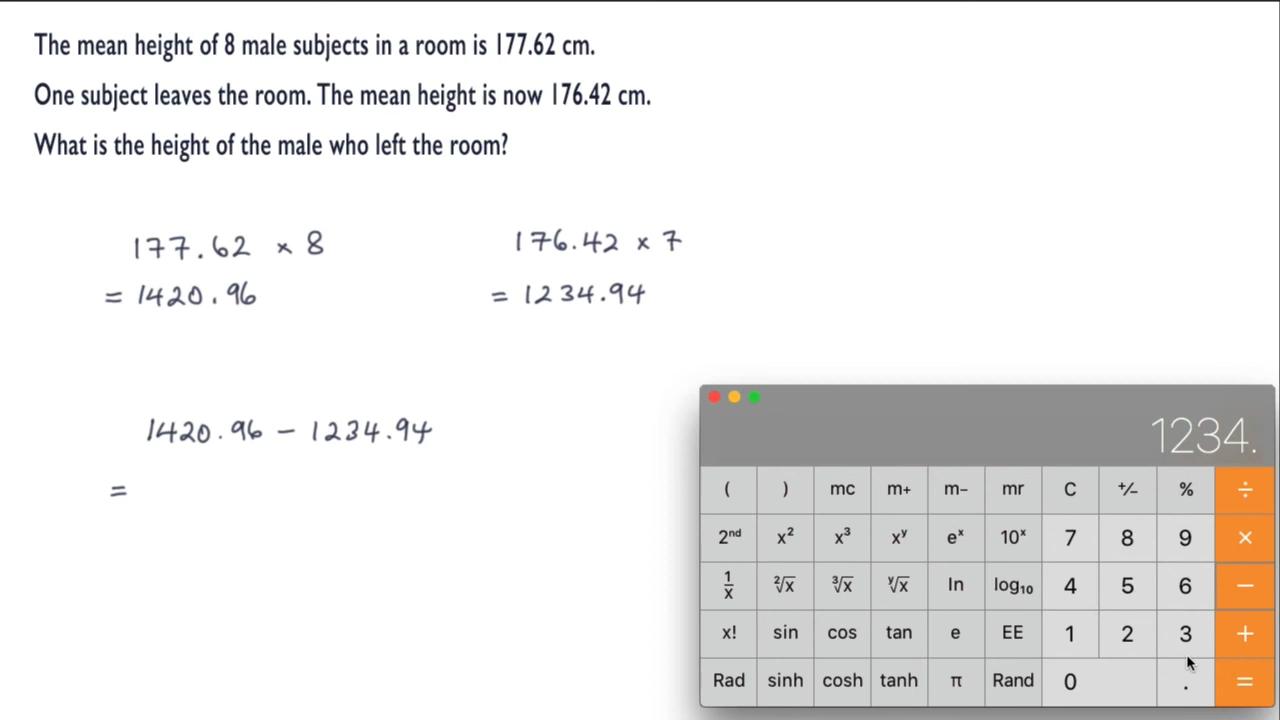 The mean height of 8 male subjects in a room is 177.62 cm.
One subject leaves the room. The mean height is now 176.42 cm.
What is the height of the male who left the room?
177.62 × 8
= 1420.96
176.42 × 7
= 1234.94
1420.96 − 1234.94
=
1234.
( ) mc m+ m− mr C +/− % ÷
2nd x² x³ xʸ eˣ 10ˣ 7 8 9 ×
1/x ²√x ³√x ʸ√x ln log₁₀ 4 5 6 −
x! sin cos tan e EE 1 2 3 +
Rad sinh cosh tanh π Rand 0 . =